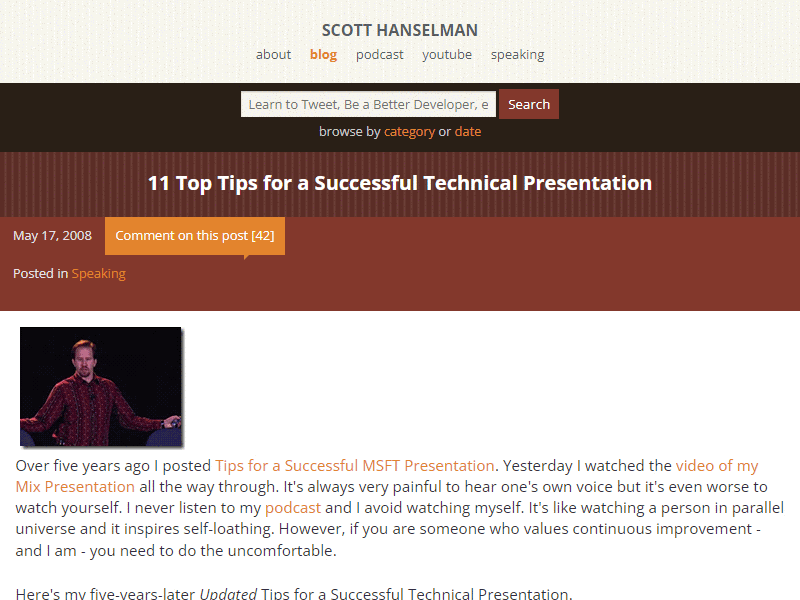 SCOTT HANSELMAN
about blog podcast youtube speaking
Learn to Tweet, Be a Better Developer, e
Search
browse by category or date
11 Top Tips for a Successful Technical Presentation
May 17, 2008
Comment on this post [42]
Posted in Speaking
Over five years ago I posted Tips for a Successful MSFT Presentation. Yesterday I watched the video of my
Mix Presentation all the way through. It's always very painful to hear one's own voice but it's even worse to
watch yourself. I never listen to my podcast and I avoid watching myself. It's like watching a person in parallel
universe and it inspires self-loathing. However, if you are someone who values continuous improvement -
and I am - you need to do the uncomfortable.
Here's my five-years-later Updated Tips for a Successful Technical Presentation.